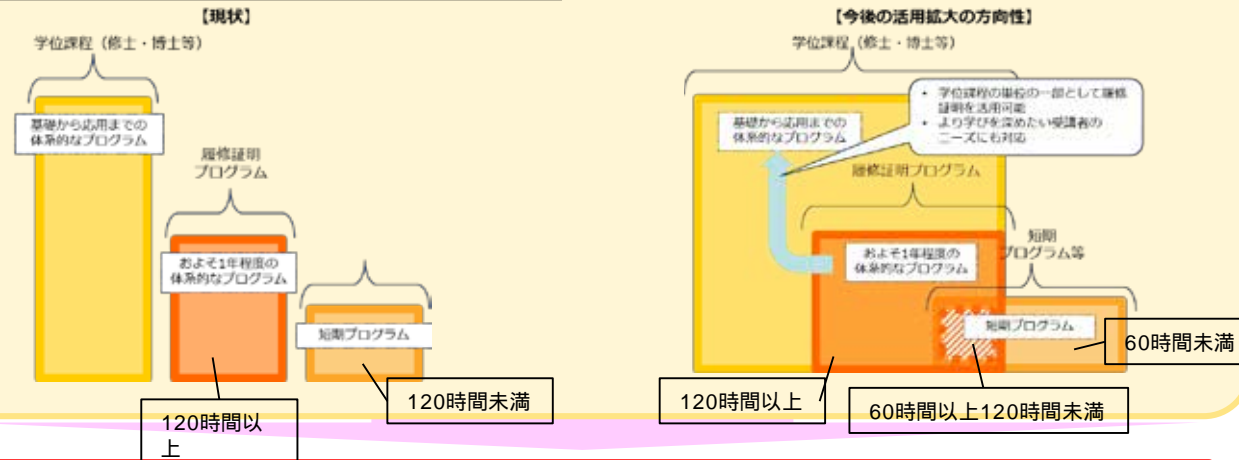 【現状】
学位課程（修士・博士等）
基礎から応用までの
体系的なプログラム
履修証明
プログラム
およそ1年程度の
体系的なプログラム
短期プログラム
120時間以
上
120時間未満
【今後の活用拡大の方向性】
学位課程（修士・博士等）
基礎から応用までの
体系的なプログラム
• 学位課程の単位の一部として履修
証明を活用可能
• より学びを深めたい受講者の
ニーズにも対応
履修証明プログラム
およそ1年程度の
体系的なプログラム
短期
プログラム等
短期プログラム
60時間未満
120時間以上
60時間以上120時間未満